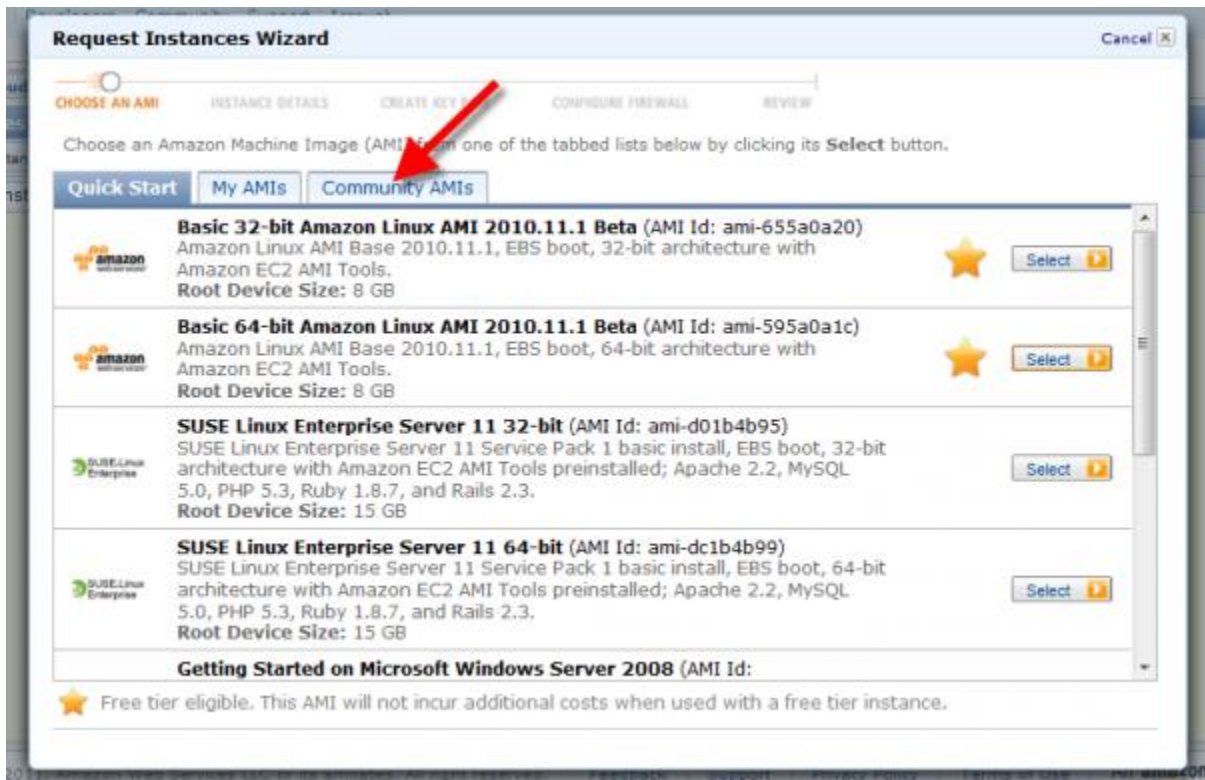 Request Instances Wizard
Cancel
CHOOSE AN AMI INSTANCE DETAILS CREATE KEY CONFIGURE FIREWALL REVIEW
Choose an Amazon Machine Image (AMI) from one of the tabbed lists below by clicking its Select button.
Quick Start My AMIs Community AMIs
Basic 32-bit Amazon Linux AMI 2010.11.1 Beta (AMI Id: ami-655a0a20)
Amazon Linux AMI Base 2010.11.1, EBS boot, 32-bit architecture with
amazon
Amazon EC2 AMI Tools.
Root Device Size: 8 GB
Select
Basic 64-bit Amazon Linux AMI 2010.11.1 Beta (AMI Id: ami-595a0a1c)
Amazon Linux AMI Base 2010.11.1, EBS boot, 64-bit architecture with
amazon
Amazon EC2 AMI Tools.
Root Device Size: 8 GB
Select
SUSE Linux Enterprise Server 11 32-bit (AMI Id: ami-d01b4b95)
SUSE Linux Enterprise Server 11 Service Pack 1 basic install, EBS boot, 32-bit
SUSE Linux
Enterprise
architecture with Amazon EC2 AMI Tools preinstalled; Apache 2.2, MySQL
5.0, PHP 5.3, Ruby 1.8.7, and Rails 2.3.
Root Device Size: 15 GB
Select
SUSE Linux Enterprise Server 11 64-bit (AMI Id: ami-dc1b4b99)
SUSE Linux Enterprise Server 11 Service Pack 1 basic install, EBS boot, 64-bit
SUSE Linux
Enterprise
architecture with Amazon EC2 AMI Tools preinstalled; Apache 2.2, MySQL
5.0, PHP 5.3, Ruby 1.8.7, and Rails 2.3.
Root Device Size: 15 GB
Select
Getting Started on Microsoft Windows Server 2008 (AMI Id:
Free tier eligible. This AMI will not incur additional costs when used with a free tier instance.